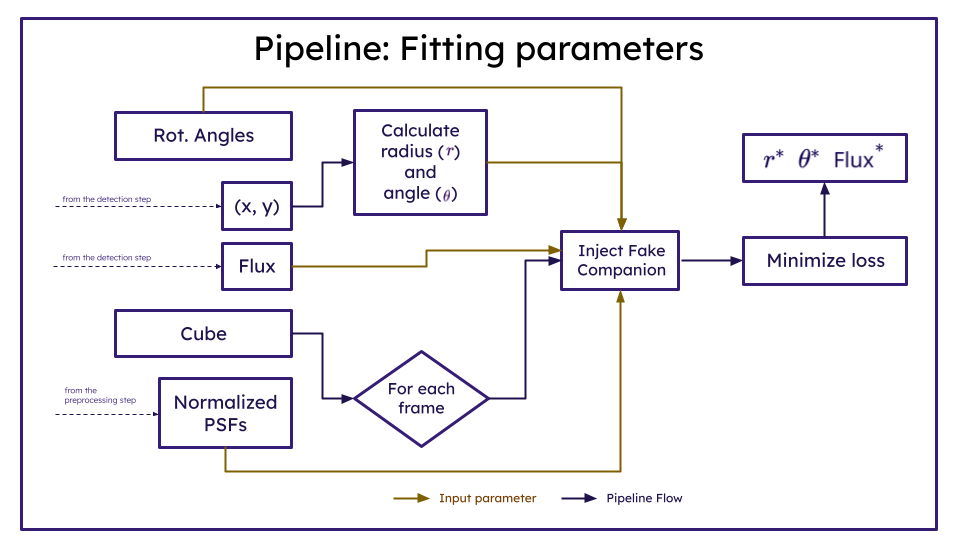 Pipeline: Fitting parameters
Rot. Angles
Calculate
radius (r)
and
angle (θ)
r* θ* Flux*
from the detection step
(x, y)
from the detection step
Flux
Inject Fake
Companion
Minimize loss
Cube
For each
frame
from the
preprocessing step
Normalized
PSFs
Input parameter
Pipeline Flow